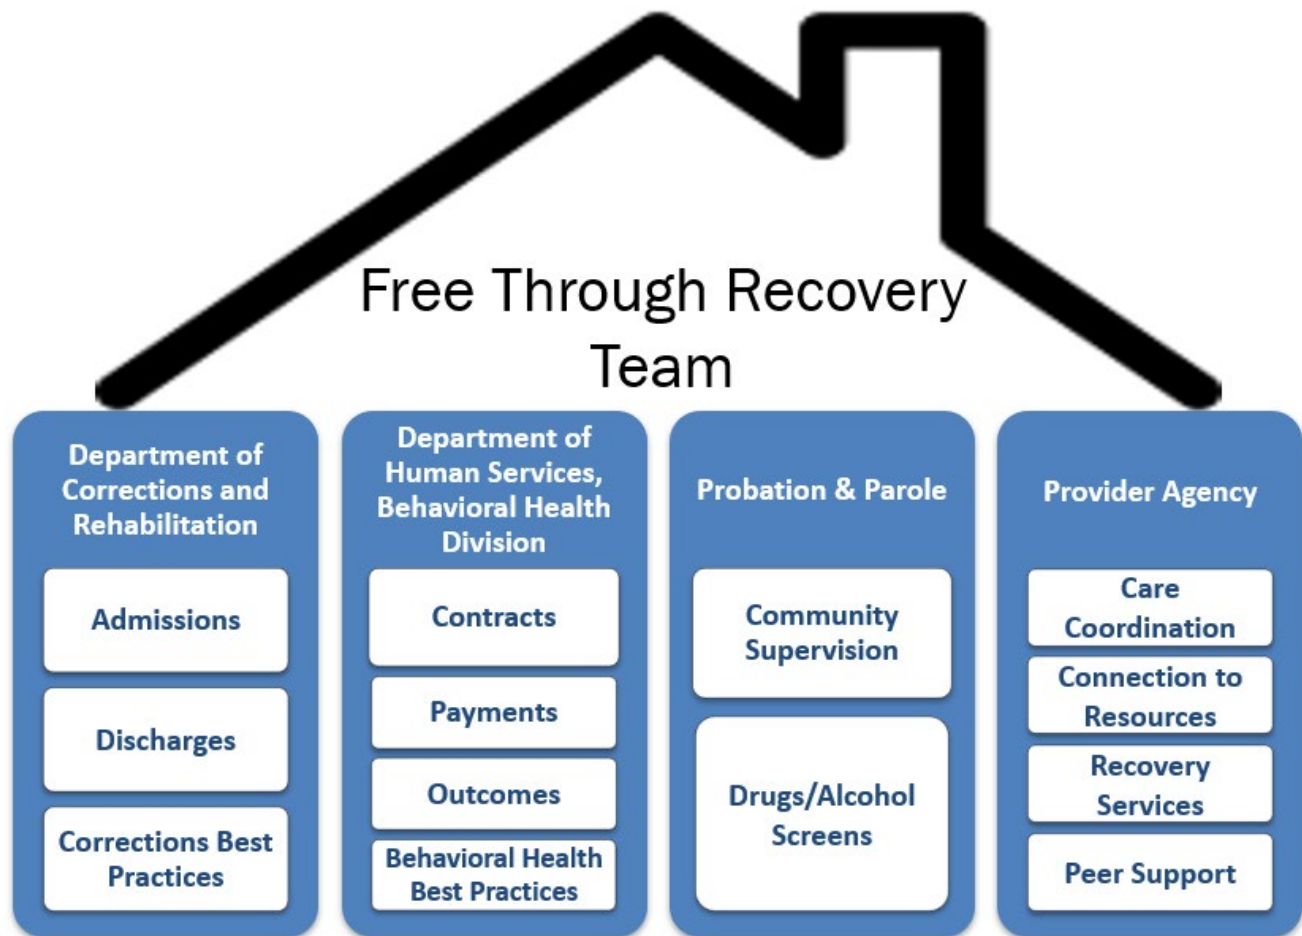 Free Through Recovery
Team
Department of
Corrections and
Rehabilitation
Admissions
Discharges
Corrections Best
Practices
Department of
Human Services,
Behavioral Health
Division
Contracts
Payments
Outcomes
Behavioral Health
Best Practices
Probation & Parole
Community
Supervision
Drugs/Alcohol
Screens
Provider Agency
Care
Coordination
Connection to
Resources
Recovery
Services
Peer Support